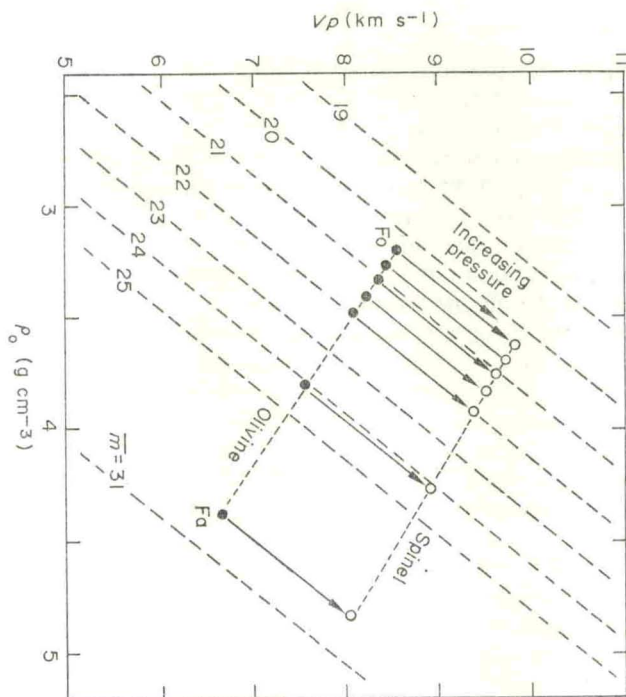 Vp (km s-1)
5
6
7
8
9
10
11
3
4
5
ρo (g cm-3)
19
20
21
22
23
24
25
m̅ = 31
Fo
Fa
Olivine
Spinel
Increasing
pressure